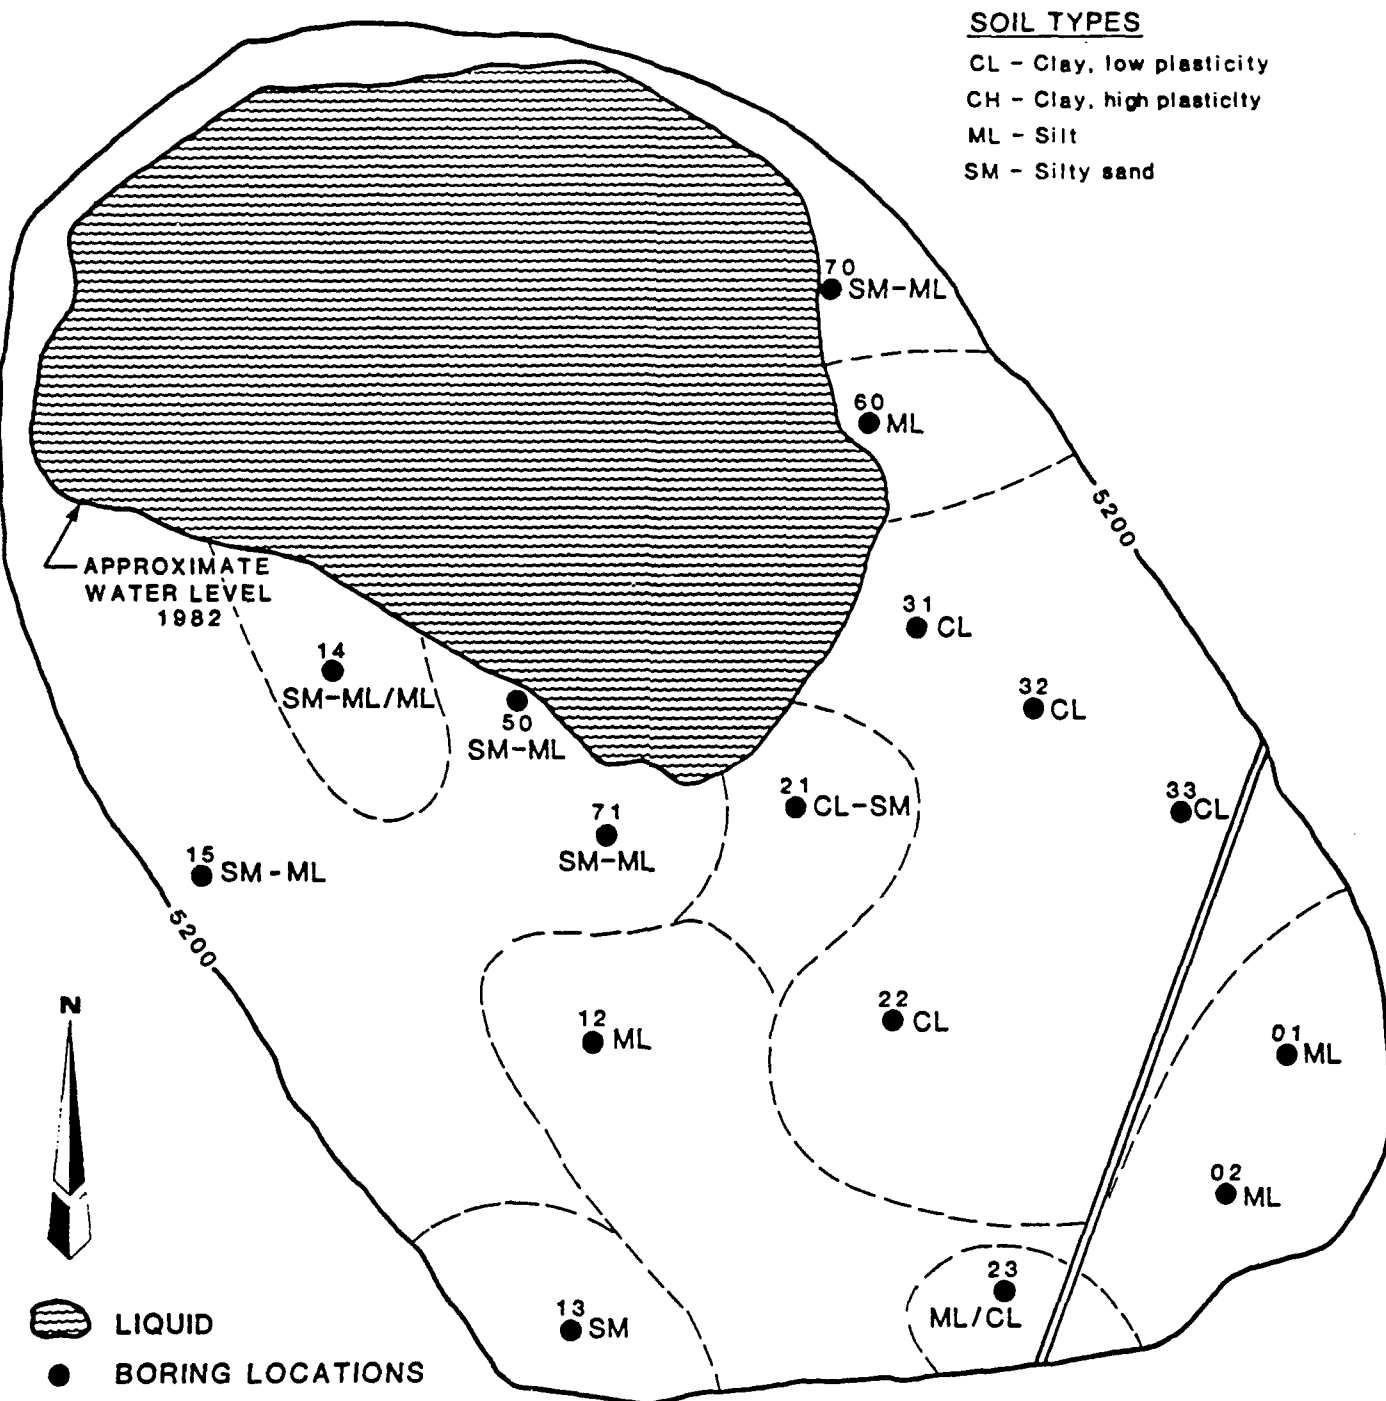 SOIL TYPES
CL - Clay, low plasticity
CH - Clay, high plasticity
ML - Silt
SM - Silty sand
70
SM-ML
60
ML
5200
APPROXIMATE
WATER LEVEL
1982
31
CL
14
SM-ML/ML
32
CL
50
SM-ML
21
CL-SM
33
CL
71
SM-ML
15
SM-ML
5200
N
12
ML
22
CL
01
ML
02
ML
23
ML/CL
13
SM
LIQUID
BORING LOCATIONS